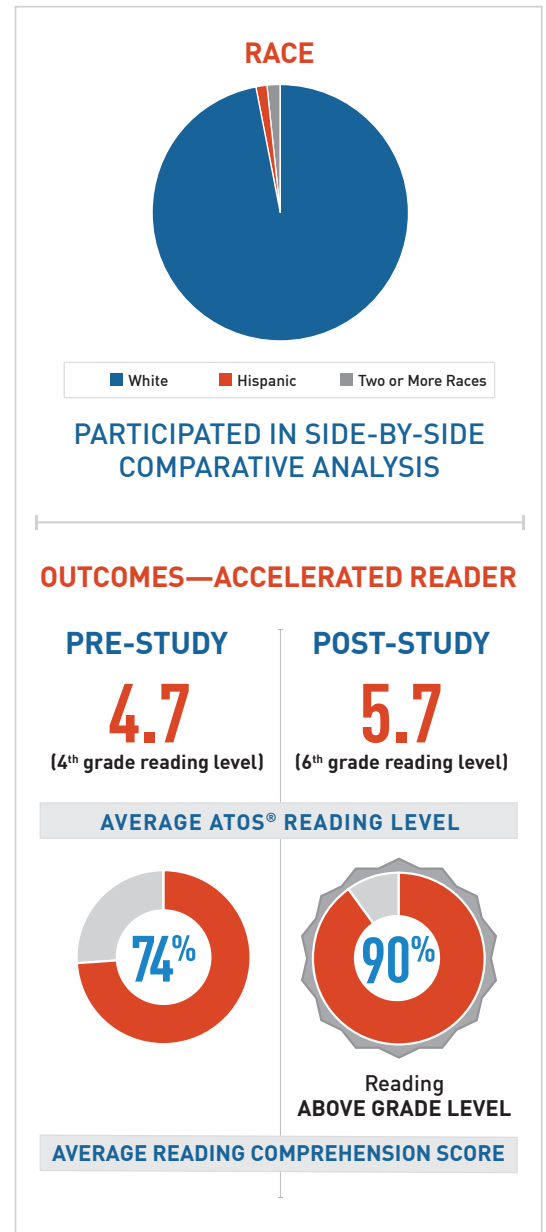 RACE
White
Hispanic
Two or More Races
PARTICIPATED IN SIDE-BY-SIDE
COMPARATIVE ANALYSIS
OUTCOMES—ACCELERATED READER
PRE-STUDY
4.7
(4th grade reading level)
POST-STUDY
5.7
(6th grade reading level)
AVERAGE ATOS® READING LEVEL
74%
90%
Reading
ABOVE GRADE LEVEL
AVERAGE READING COMPREHENSION SCORE